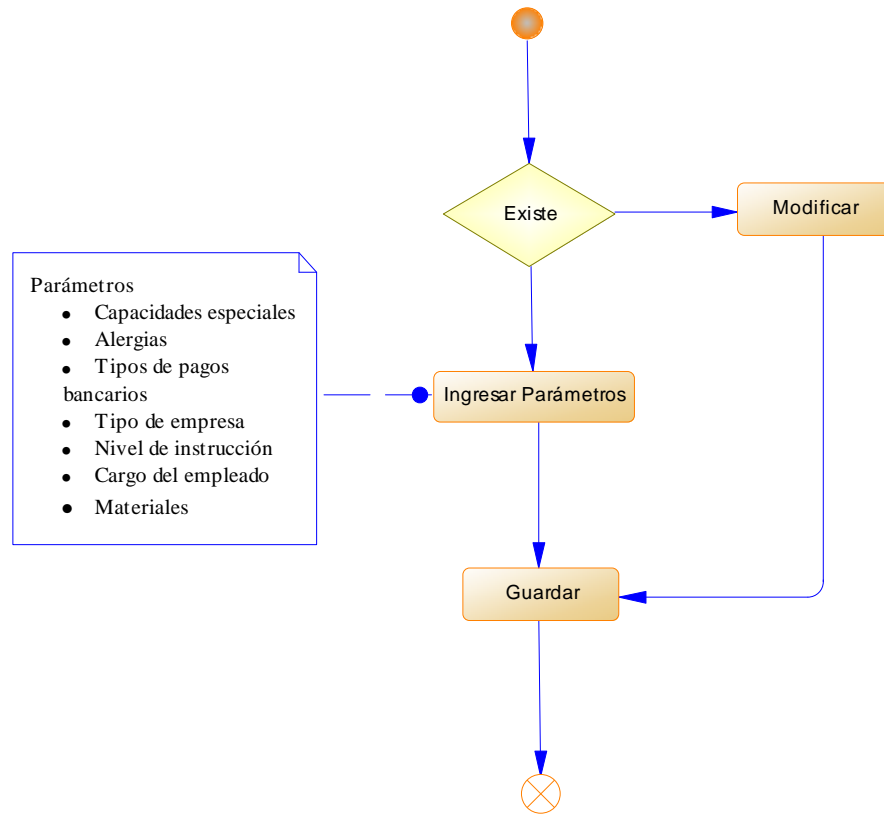 Existe
Modificar
Parámetros
● Capacidades especiales
● Alergias
● Tipos de pagos
bancarios
● Tipo de empresa
● Nivel de instrucción
● Cargo del empleado
● Materiales
Ingresar Parámetros
Guardar